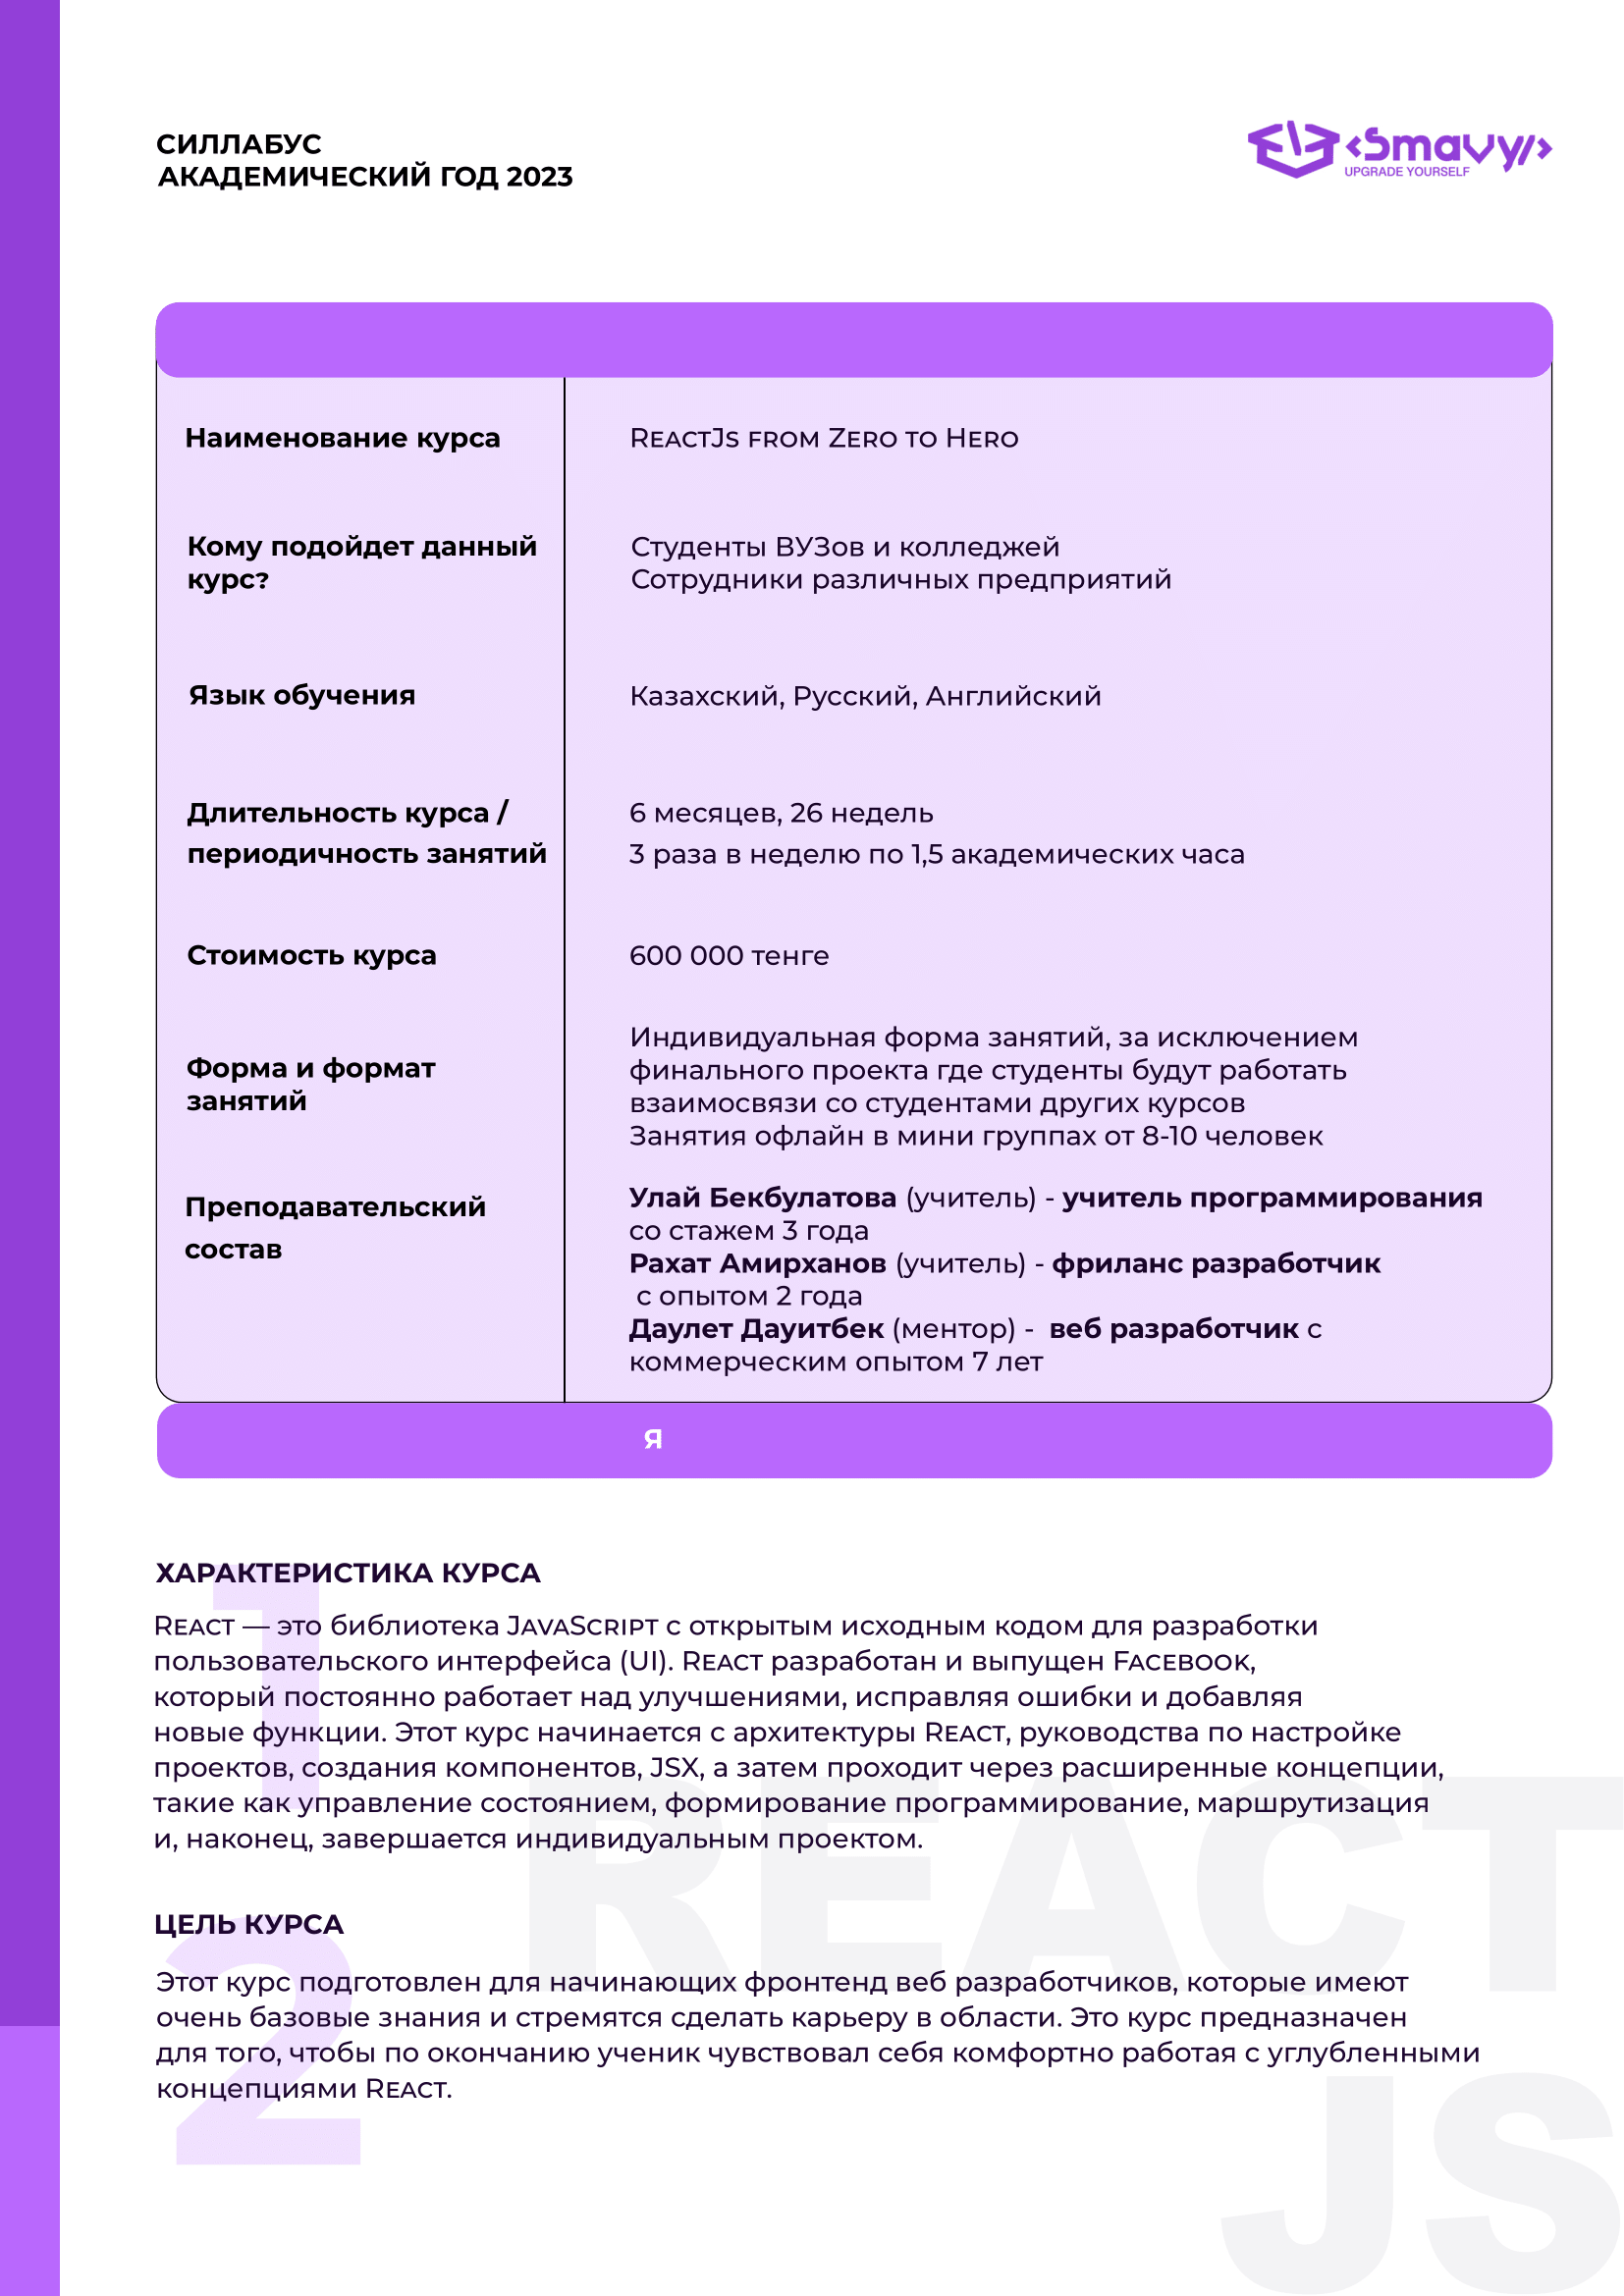 СИЛЛАБУС
АКАДЕМИЧЕСКИЙ ГОД 2023
<Smavy/>
UPGRADE YOURSELF
Наименование курса
ReactJs from Zero to Hero
Кому подойдет данный
курс?
Студенты ВУЗов и колледжей
Сотрудники различных предприятий
Язык обучения
Казахский, Русский, Английский
Длительность курса /
периодичность занятий
6 месяцев, 26 недель
3 раза в неделю по 1,5 академических часа
Стоимость курса
600 000 тенге
Форма и формат
занятий
Индивидуальная форма занятий, за исключением
финального проекта где студенты будут работать
взаимосвязи со студентами других курсов
Занятия офлайн в мини группах от 8-10 человек
Преподавательский
состав
Улай Бекбулатова (учитель) - учитель программирования
со стажем 3 года
Рахат Амирханов (учитель) - фриланс разработчик
с опытом 2 года
Даулет Дауитбек (ментор) - веб разработчик с
коммерческим опытом 7 лет
Я
1
ХАРАКТЕРИСТИКА КУРСА
React — это библиотека JavaScript с открытым исходным кодом для разработки
пользовательского интерфейса (UI). React разработан и выпущен Facebook,
который постоянно работает над улучшениями, исправляя ошибки и добавляя
новые функции. Этот курс начинается с архитектуры React, руководства по настройке
проектов, создания компонентов, JSX, а затем проходит через расширенные концепции,
такие как управление состоянием, формирование программирование, маршрутизация
и, наконец, завершается индивидуальным проектом.
REACT
2
ЦЕЛЬ КУРСА
Этот курс подготовлен для начинающих фронтенд веб разработчиков, которые имеют
очень базовые знания и стремятся сделать карьеру в области. Это курс предназначен
для того, чтобы по окончанию ученик чувствовал себя комфортно работая с углубленными
концепциями React.
JS